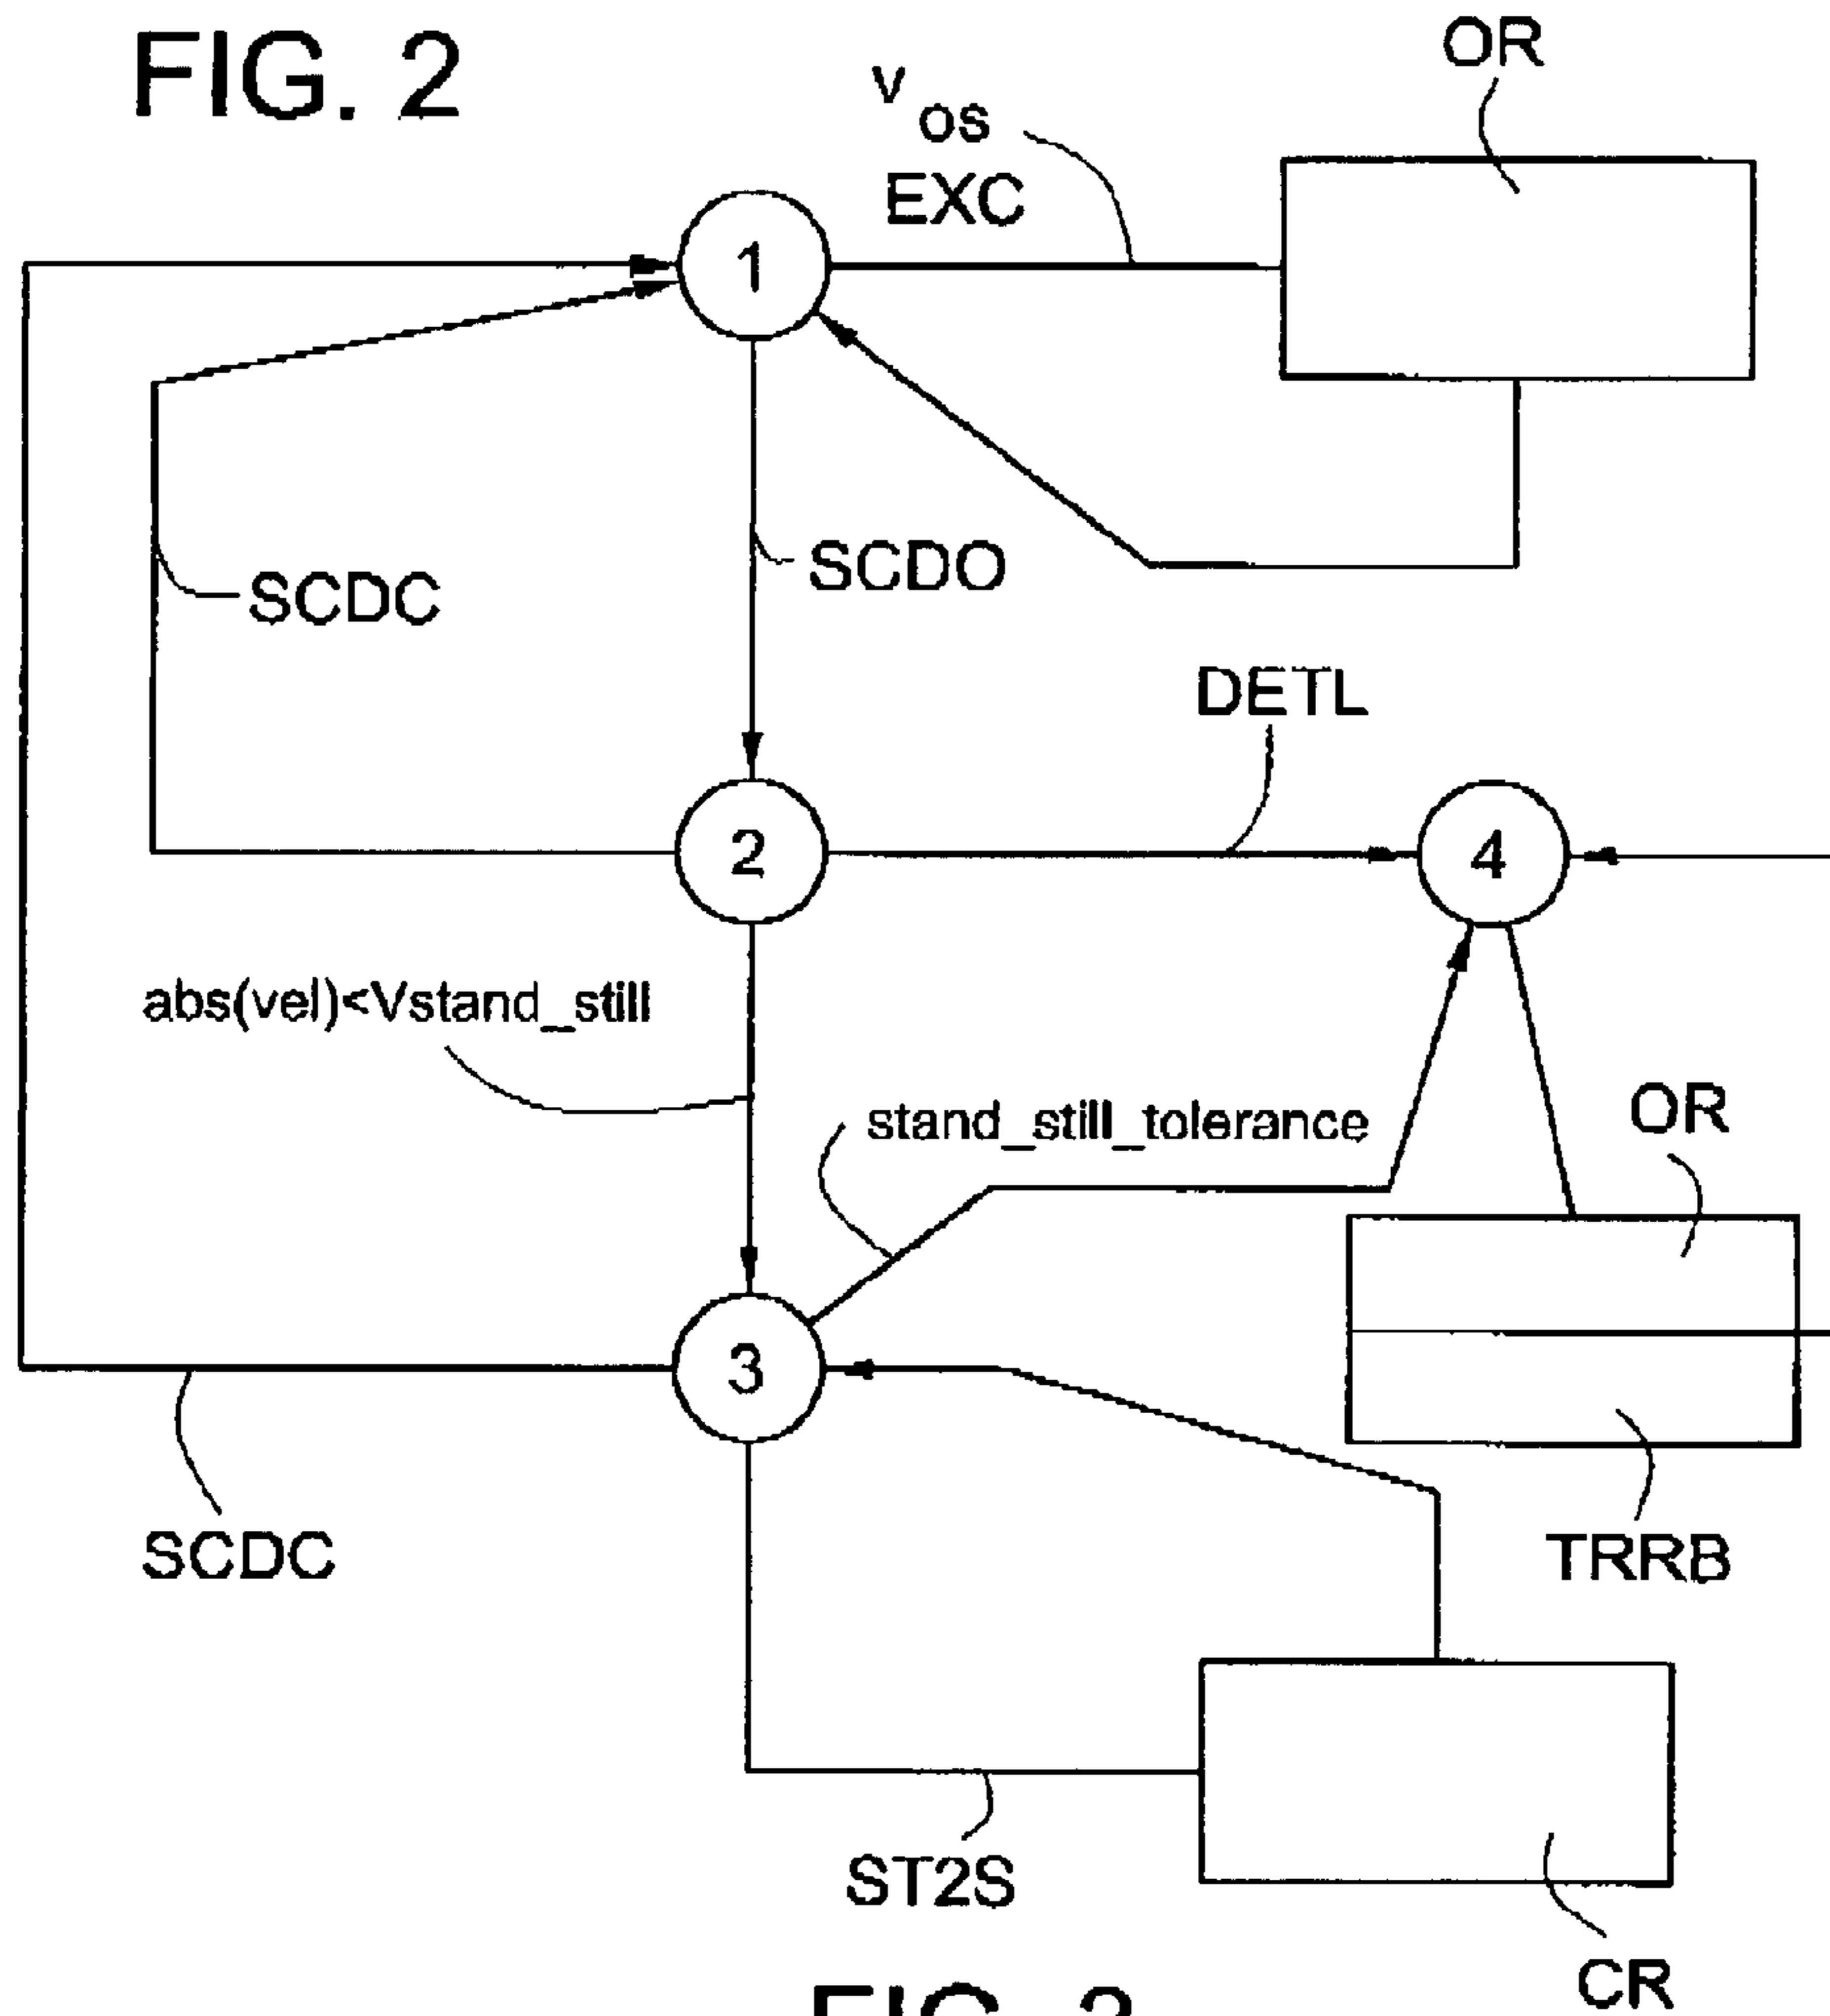 FIG. 2
OR
v
os
EXC
1
SCDO
SCDC
DETL
2
4
abs(vel)<Vstand_still
stand_still_tolerance
OR
3
SCDC
TRRB
ST2S
CR